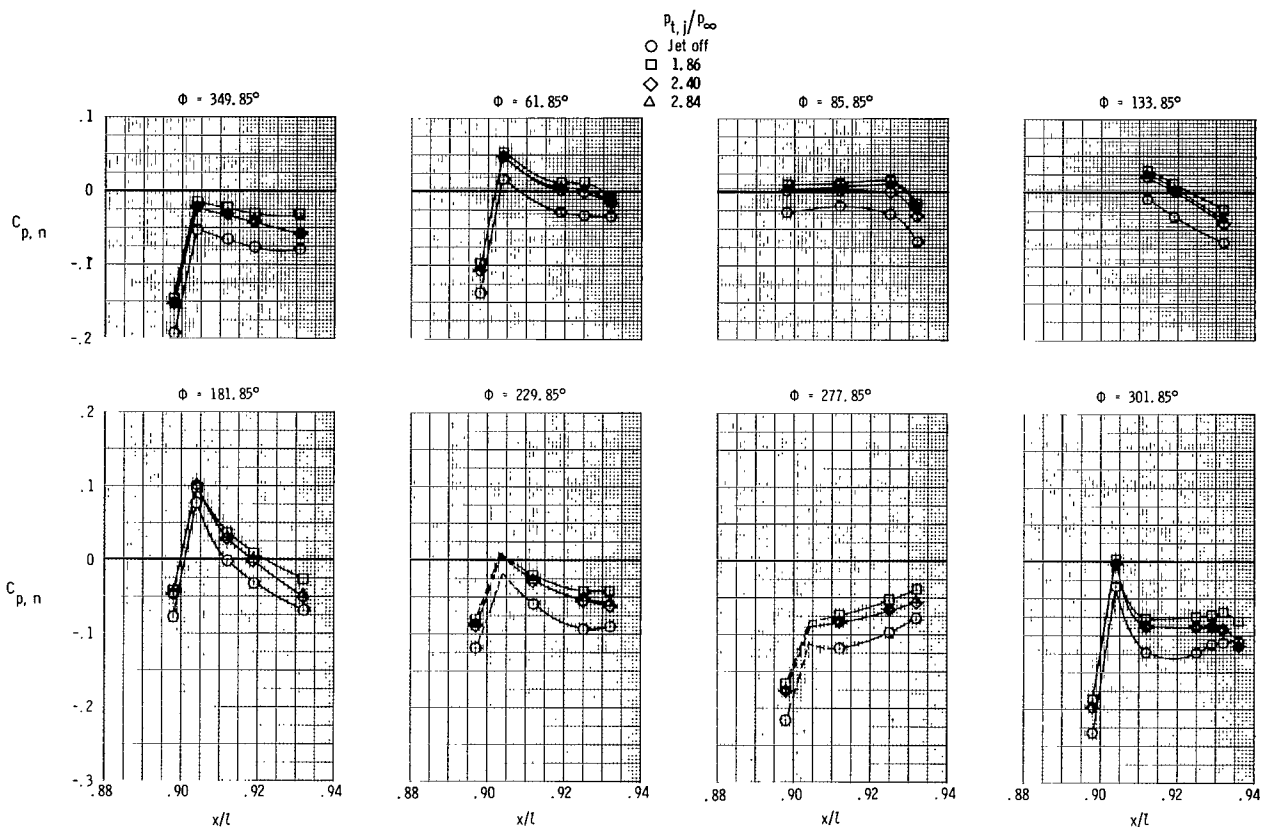 p_{t,j}/p_∞
○ Jet off
□ 1.86
◇ 2.40
△ 2.84
Φ = 349.85°
Φ = 61.85°
Φ = 85.85°
Φ = 133.85°
.1
0
C_{p,n}
-.1
-.2
Φ = 181.85°
Φ = 229.85°
Φ = 277.85°
Φ = 301.85°
.2
.1
0
C_{p,n}
-.1
-.2
-.3
.88 .90 .92 .94
.88 .90 .92 .94
.88 .90 .92 .94
.88 .90 .92 .94
x/l
x/l
x/l
x/l